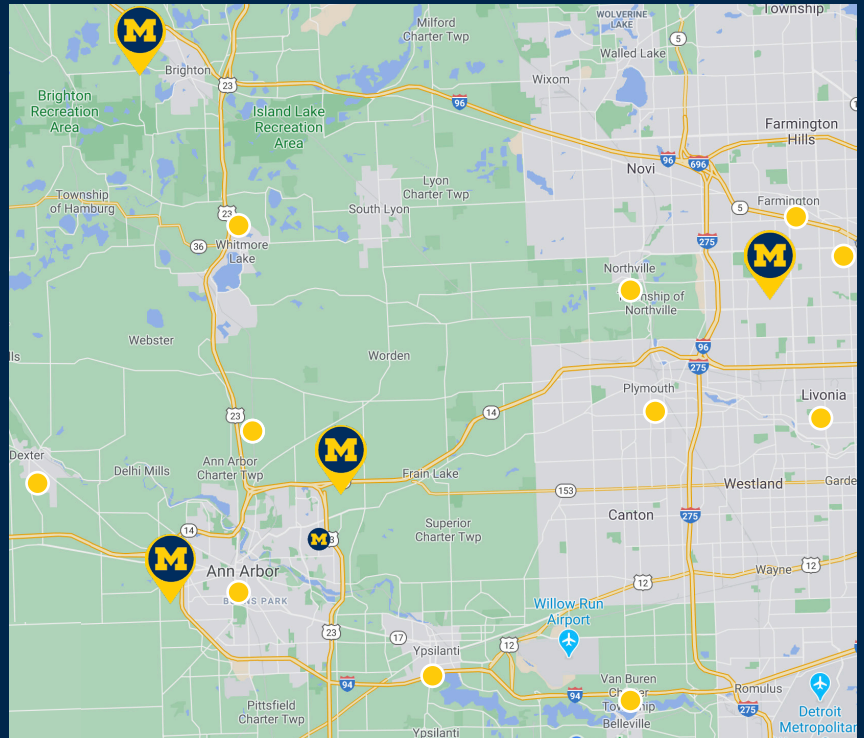 Township
WOLVERINE
LAKE
Milford
Charter Twp
M
5
Walled Lake
Brighton
Wixom
23
Brighton
Recreation
Area
96
Island Lake
Recreation
Area
Farmington
Hills
96
696
Novi
Lyon
Charter Twp
Township
of Hamburg
South Lyon
5
Farmington
23
36
Whitmore
Lake
275
M
Northville
Township of
Northville
Webster
Worden
96
275
Plymouth
Livonia
14
23
Dexter
Delhi Mills
Ann Arbor
Charter Twp
M
Frain Lake
153
Westland
Garde
Canton
275
Superior
Charter Twp
14
M
M
3
Ann Arbor
Wayne
12
12
BURNS PARK
Willow Run
Airport
23
17
12
Ypsilanti
94
94
Van Buren
Charter
Township
Romulus
Belleville
275
Detroit
Metropolitan
Pittsfield
Charter Twp
Ypsilanti